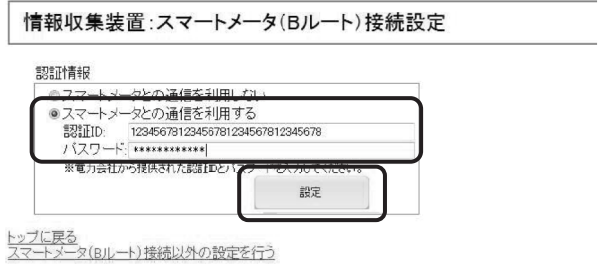 情報収集装置:スマートメータ(Bルート)接続設定
認証情報
スマートメータとの通信を利用しない
スマートメータとの通信を利用する
認証ID: 12345678123456781234567812345678
パスワード: ************
※電力会社から提供された認証IDとパスワードを入力してください。
設定
トップに戻る
スマートメータ(Bルート)接続以外の設定を行う